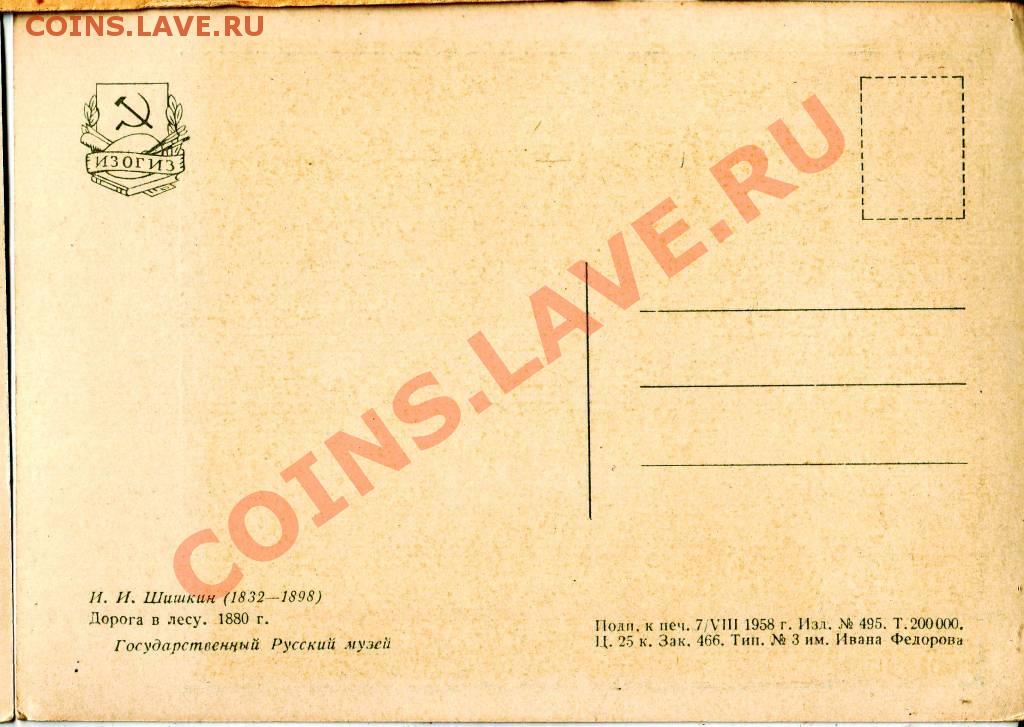 COINS.LAVE.RU
ИЗОГИЗ
COINS.LAVE.RU
И. И. Шишкин (1832—1898)
Дорога в лесу. 1880 г.
Государственный Русский музей
Подп. к печ. 7/VIII 1958 г. Изд. № 495. Т. 200 000.
Ц. 25 к. Зак. 466. Тип. № 3 им. Ивана Федорова